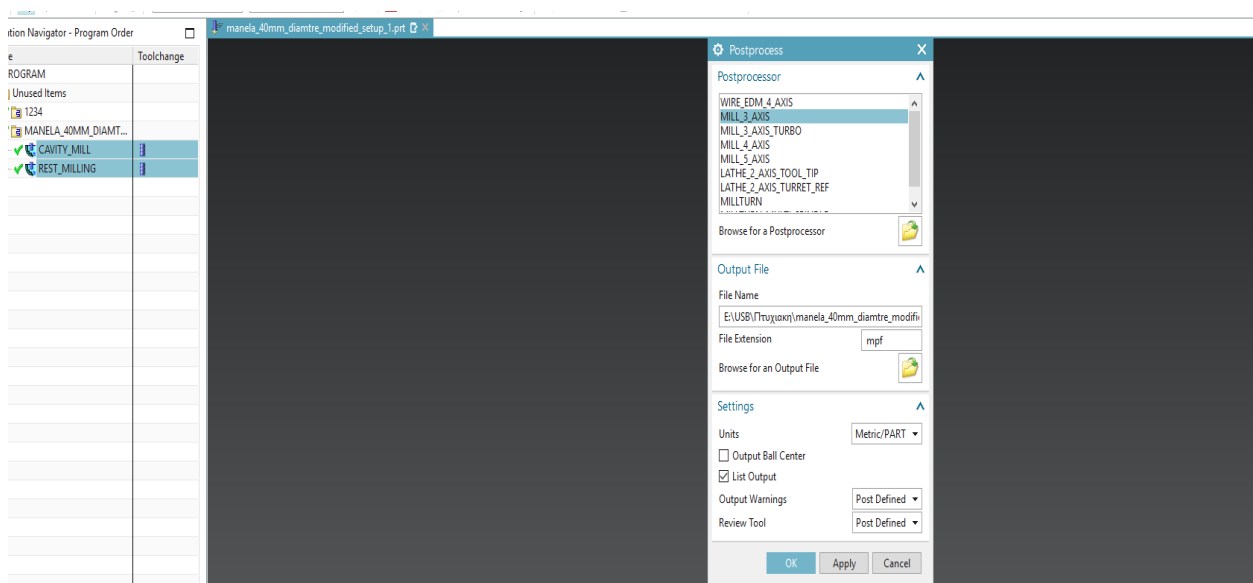 tion Navigator - Program Order
manela_40mm_diamtre_modified_setup_1.prt
e
Toolchange
ROGRAM
Unused Items
1234
MANELA_40MM_DIAMT...
CAVITY_MILL
REST_MILLING
Postprocess
Postprocessor
WIRE_EDM_4_AXIS
MILL_3_AXIS
MILL_3_AXIS_TURBO
MILL_4_AXIS
MILL_5_AXIS
LATHE_2_AXIS_TOOL_TIP
LATHE_2_AXIS_TURRET_REF
MILLTURN
Browse for a Postprocessor
Output File
File Name
E:\USB\Πτυχιακη\manela_40mm_diamtre_modifi
File Extension
mpf
Browse for an Output File
Settings
Units
Metric/PART
Output Ball Center
List Output
Output Warnings
Post Defined
Review Tool
Post Defined
OK
Apply
Cancel